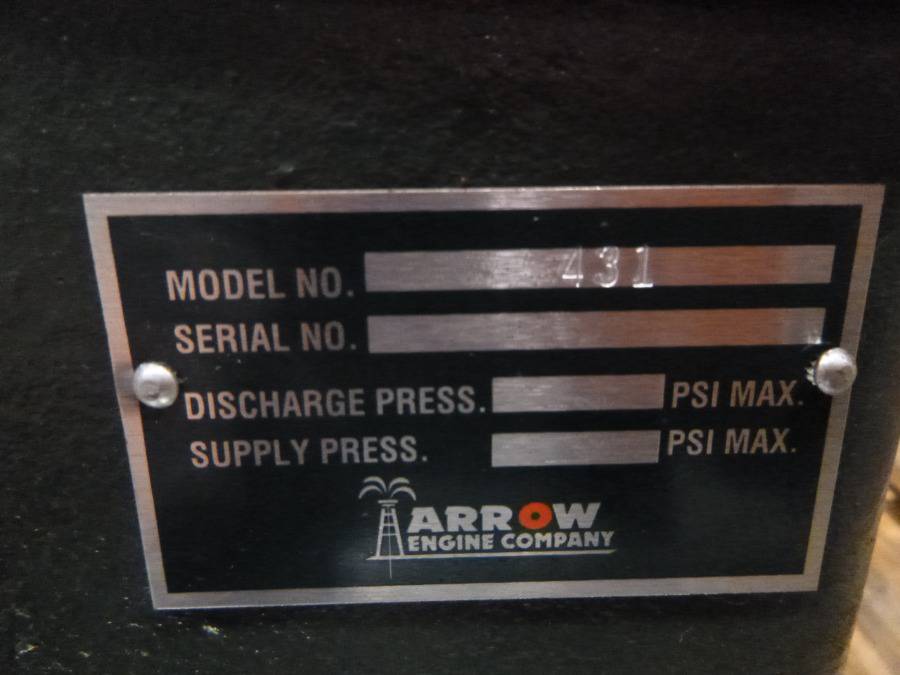 MODEL NO. 431
SERIAL NO.
DISCHARGE PRESS. PSI MAX.
SUPPLY PRESS. PSI MAX.
ARROW
ENGINE COMPANY